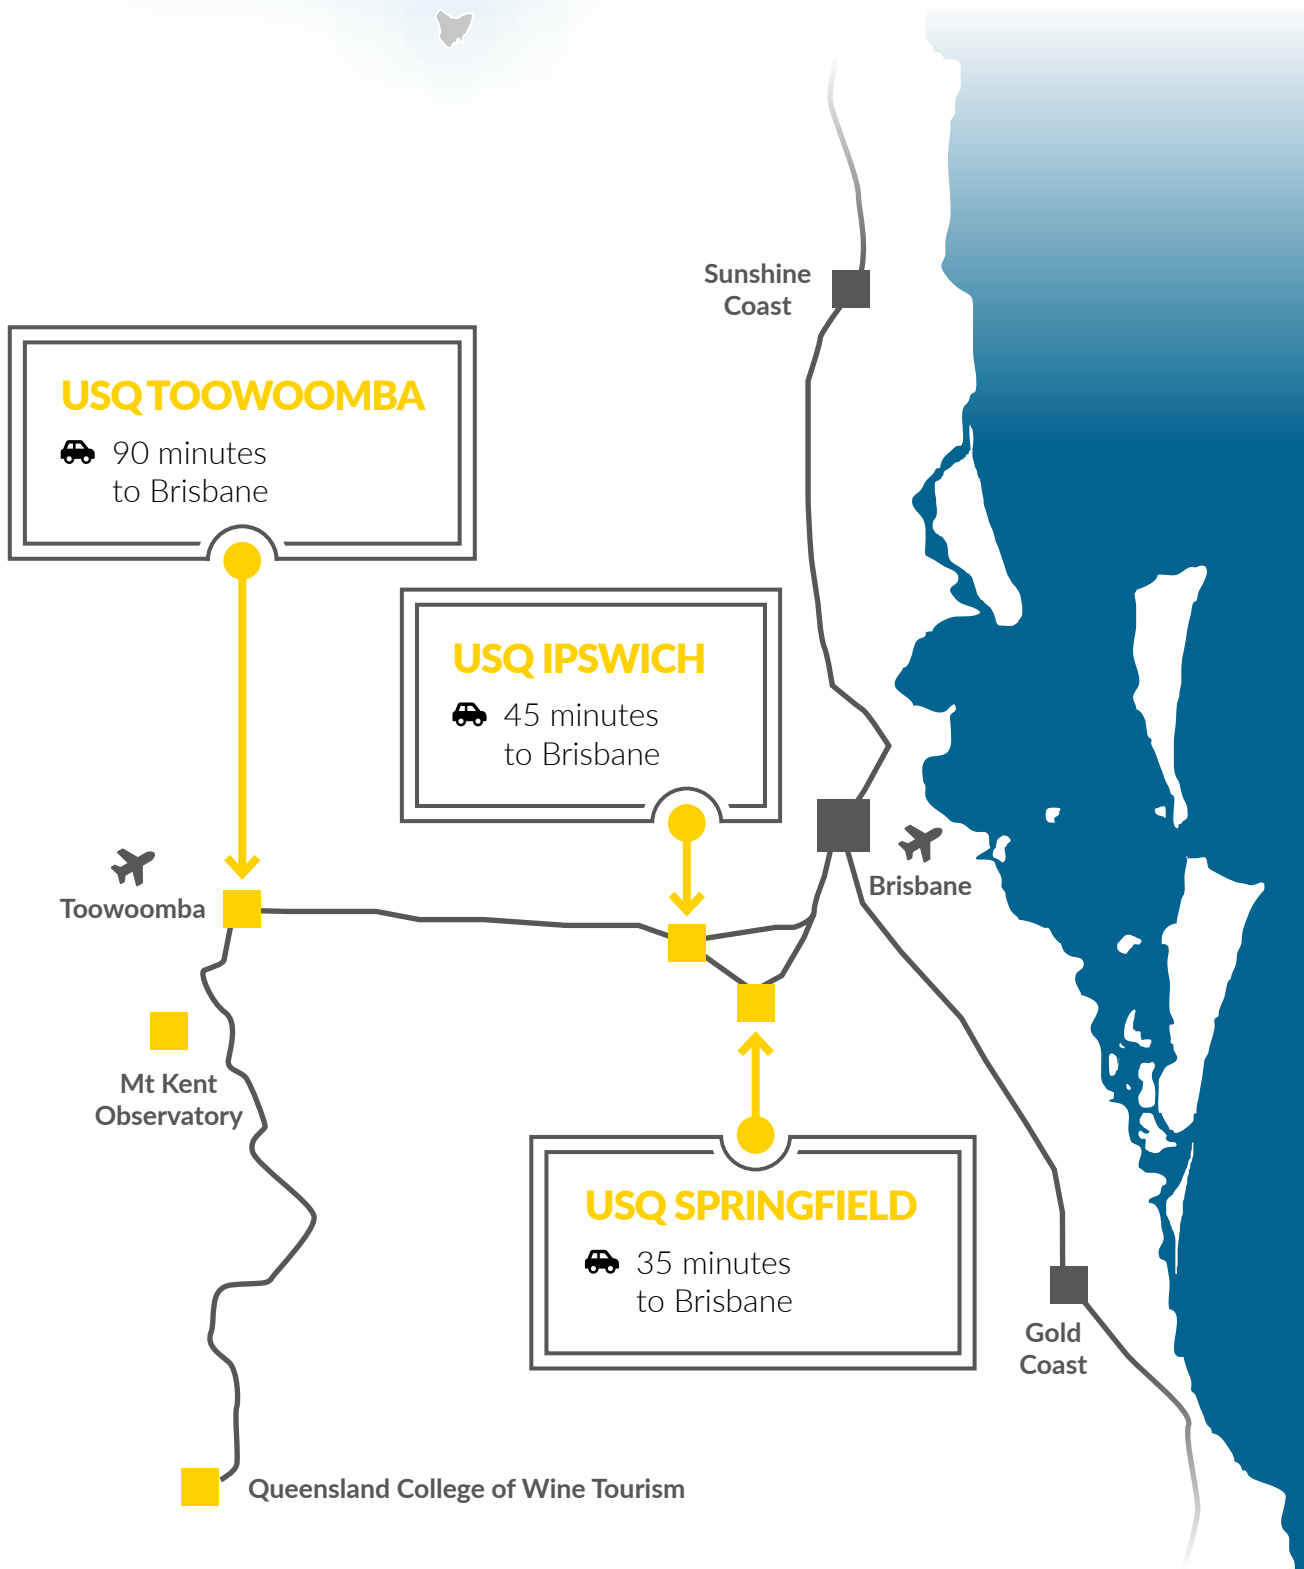 Sunshine
Coast
USQ TOOWOOMBA
90 minutes
to Brisbane
USQ IPSWICH
45 minutes
to Brisbane
Brisbane
Toowoomba
Mt Kent
Observatory
USQ SPRINGFIELD
35 minutes
to Brisbane
Gold
Coast
Queensland College of Wine Tourism